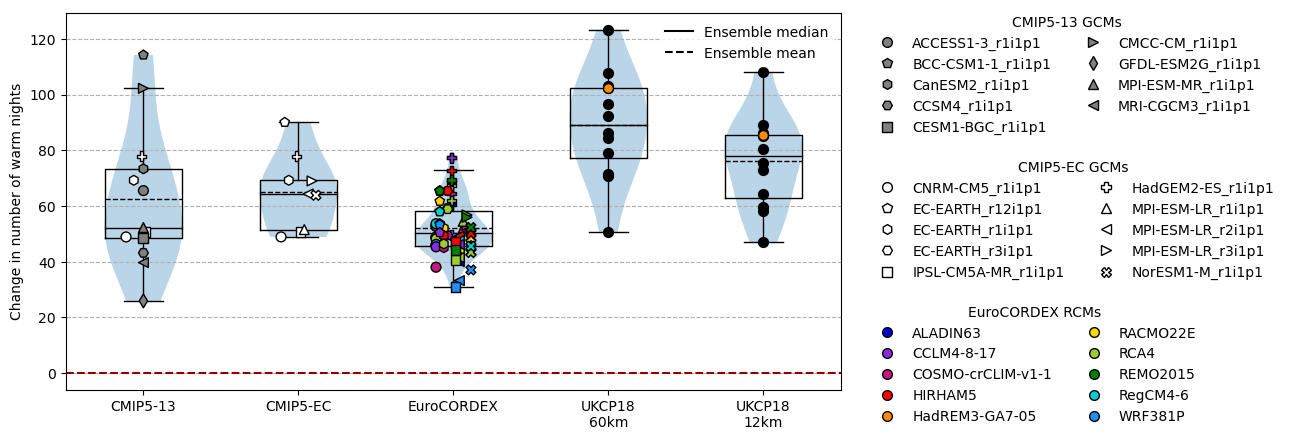 Change in number of warm nights
120
100
80
60
40
20
0
Ensemble median
Ensemble mean
CMIP5-13
CMIP5-EC
EuroCORDEX
UKCP18
60km
UKCP18
12km
CMIP5-13 GCMs
ACCESS1-3_r1i1p1
BCC-CSM1-1_r1i1p1
CanESM2_r1i1p1
CCSM4_r1i1p1
CESM1-BGC_r1i1p1
CMCC-CM_r1i1p1
GFDL-ESM2G_r1i1p1
MPI-ESM-MR_r1i1p1
MRI-CGCM3_r1i1p1
CMIP5-EC GCMs
CNRM-CM5_r1i1p1
EC-EARTH_r12i1p1
EC-EARTH_r1i1p1
EC-EARTH_r3i1p1
IPSL-CM5A-MR_r1i1p1
HadGEM2-ES_r1i1p1
MPI-ESM-LR_r1i1p1
MPI-ESM-LR_r2i1p1
MPI-ESM-LR_r3i1p1
NorESM1-M_r1i1p1
EuroCORDEX RCMs
ALADIN63
CCLM4-8-17
COSMO-crCLIM-v1-1
HIRHAM5
HadREM3-GA7-05
RACMO22E
RCA4
REMO2015
RegCM4-6
WRF381P